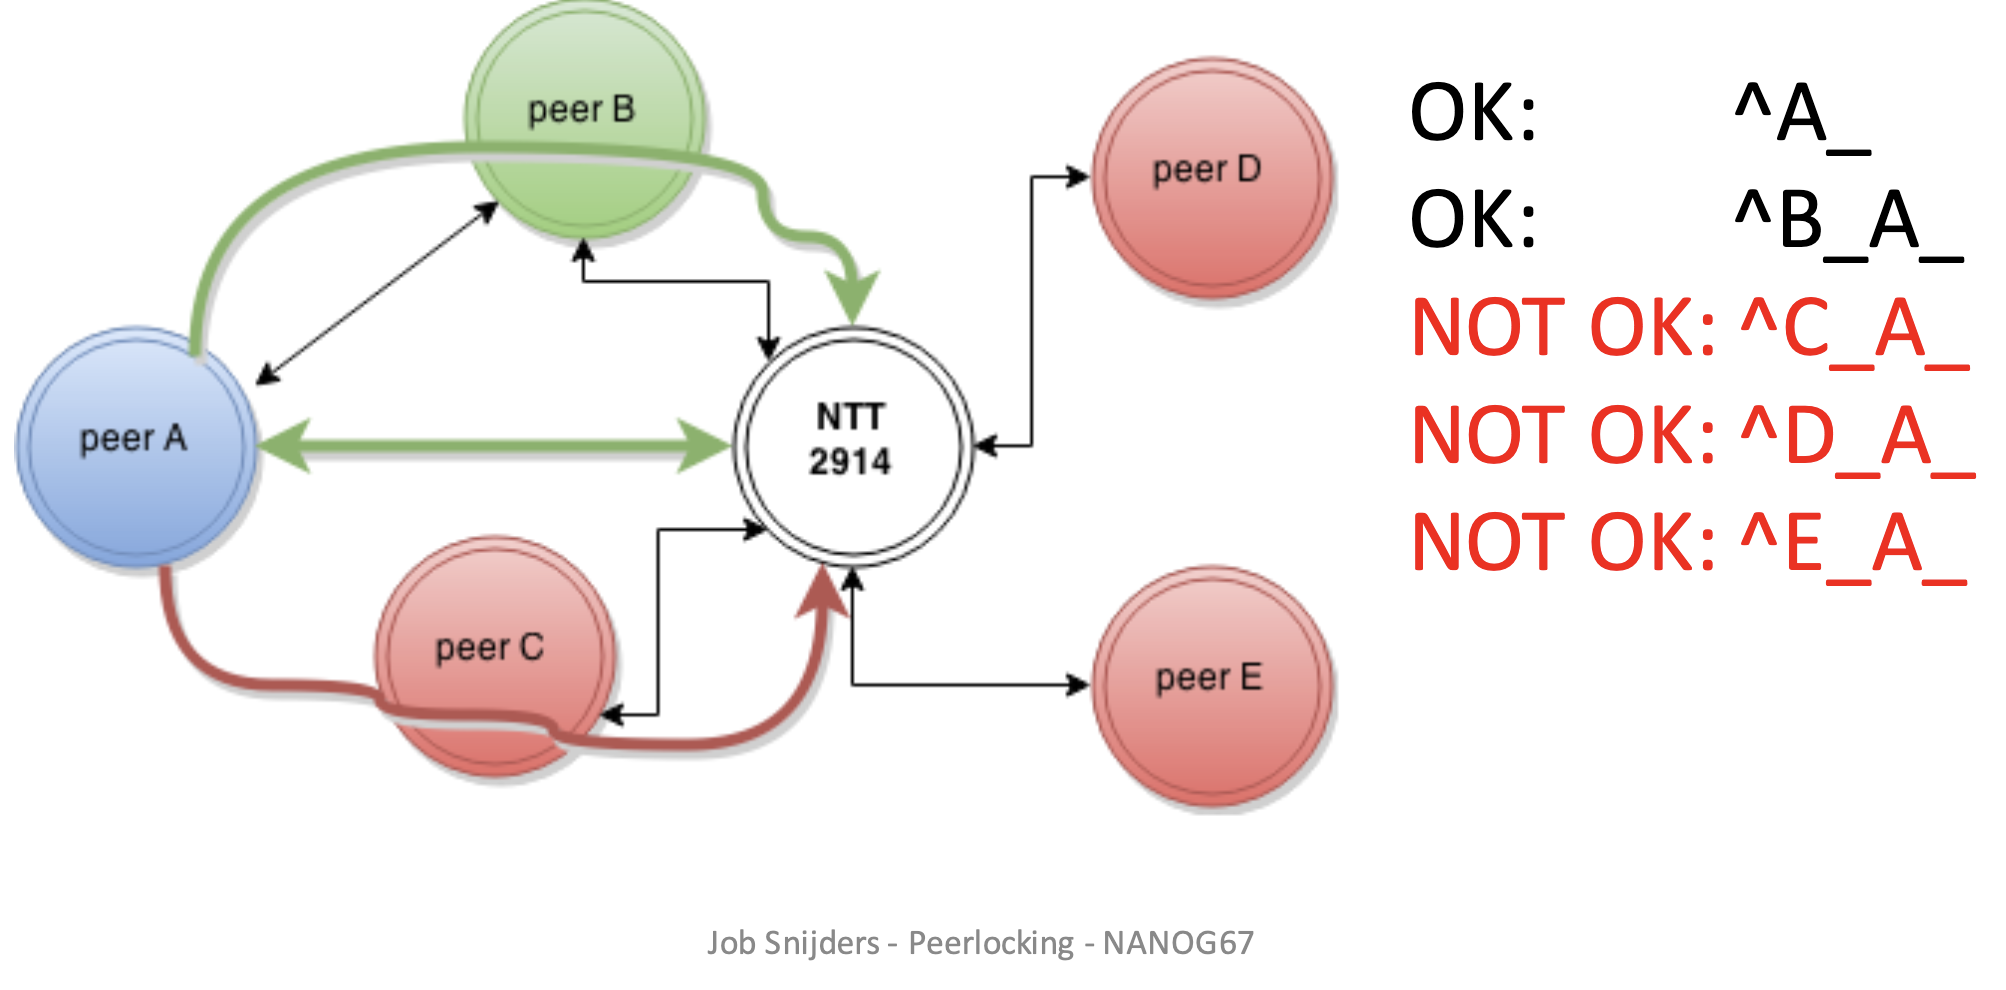 peer B
peer D
peer A
NTT
2914
peer C
peer E
OK: ^A_
OK: ^B_A_
NOT OK: ^C_A_
NOT OK: ^D_A_
NOT OK: ^E_A_
Job Snijders - Peerlocking - NANOG67